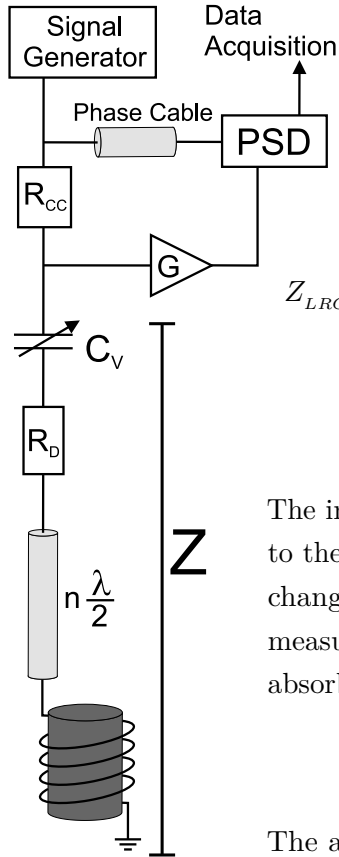 Signal
Generator
Data
Acquisition
Phase Cable
PSD
R_CC
G
Z_LRC
C_V
R_D
Z
n λ/2
The in
to the
chang
measu
absorb
The a